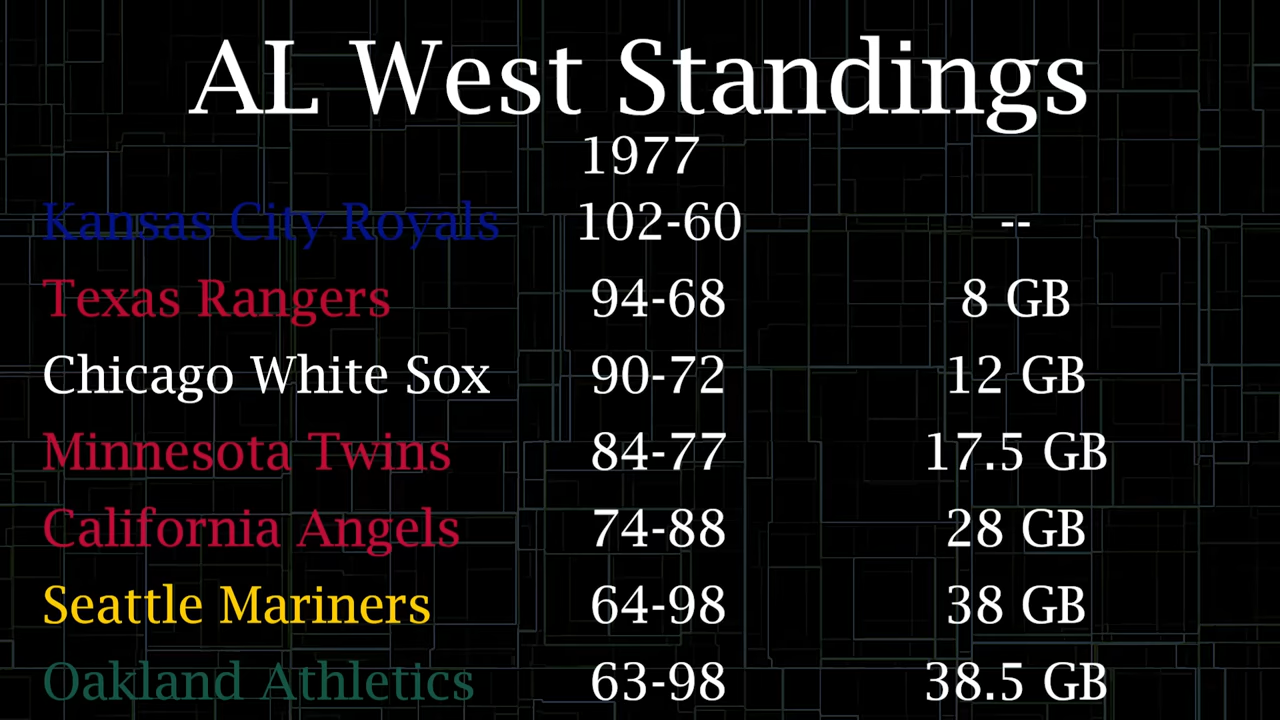 AL West Standings
1977
Kansas City Royals 102-60 --
Texas Rangers 94-68 8 GB
Chicago White Sox 90-72 12 GB
Minnesota Twins 84-77 17.5 GB
California Angels 74-88 28 GB
Seattle Mariners 64-98 38 GB
Oakland Athletics 63-98 38.5 GB